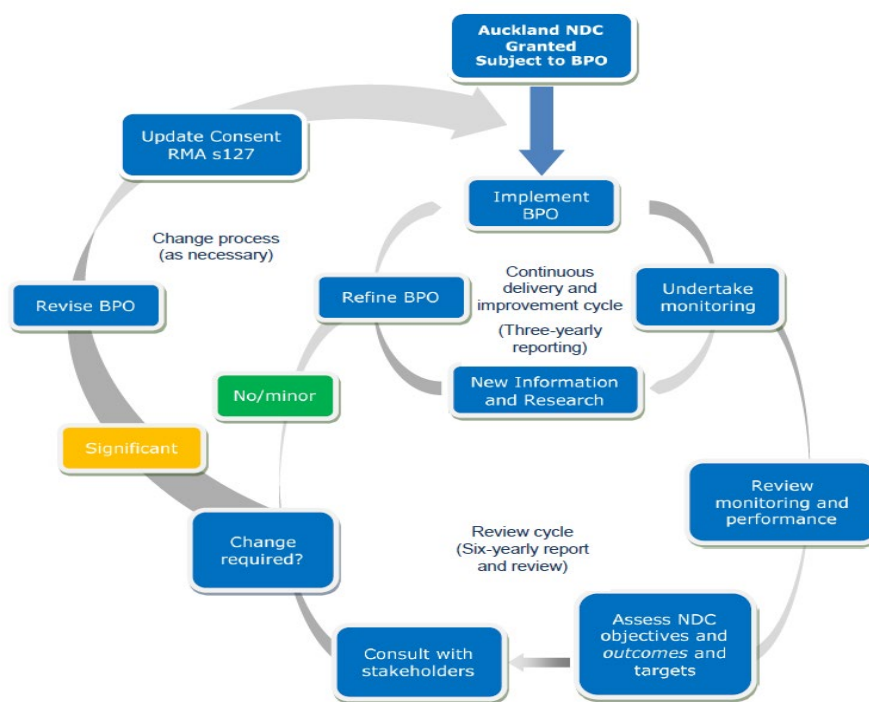 Auckland NDC
Granted
Subject to BPO
Update Consent
RMA s127
Implement
BPO
Change process
(as necessary)
Continuous
delivery and
improvement cycle
(Three-yearly
reporting)
Revise BPO
Refine BPO
Undertake
monitoring
New Information
and Research
No/minor
Significant
Review
monitoring and
performance
Change
required?
Review cycle
(Six-yearly report
and review)
Consult with
stakeholders
Assess NDC
objectives and
outcomes and
targets